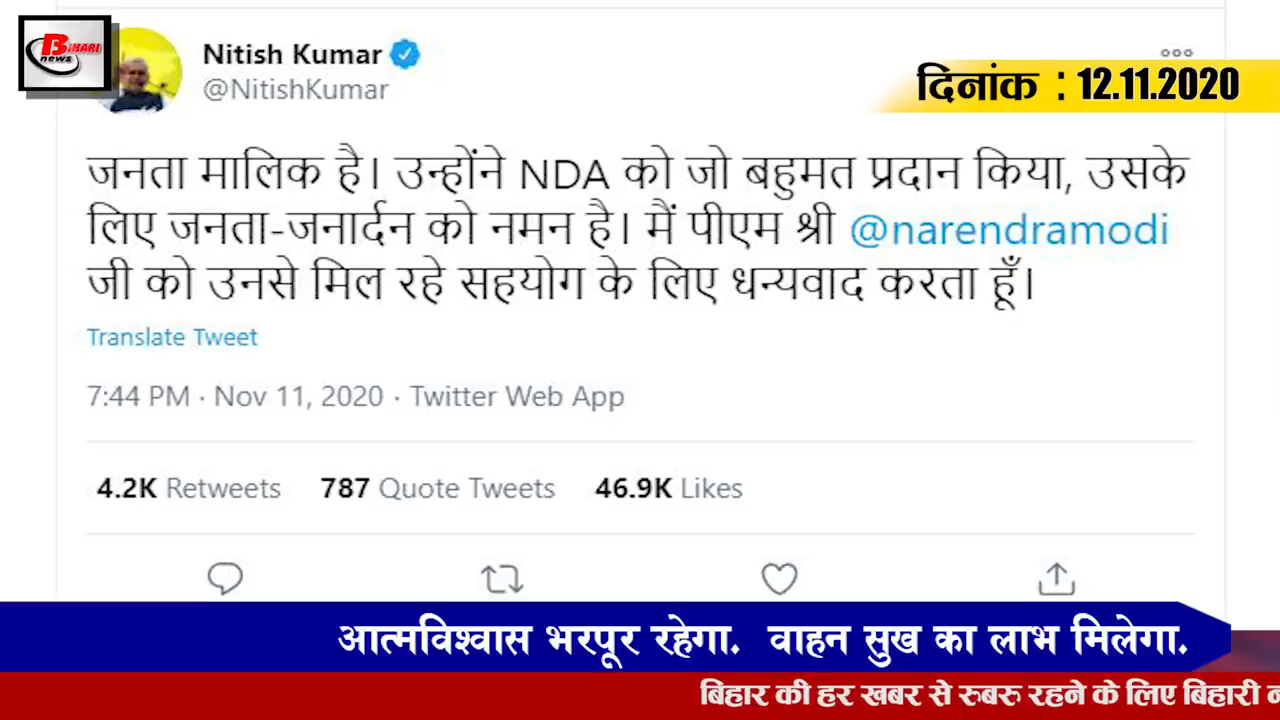 BIHARI
news
Nitish Kumar
@NitishKumar
दिनांक : 12.11.2020
जनता मालिक है। उन्होंने NDA को जो बहुमत प्रदान किया, उसके
लिए जनता-जनार्दन को नमन है। मैं पीएम श्री @narendramodi
जी को उनसे मिल रहे सहयोग के लिए धन्यवाद करता हूँ।
Translate Tweet
7:44 PM · Nov 11, 2020 · Twitter Web App
4.2K Retweets 787 Quote Tweets 46.9K Likes
आत्मविश्वास भरपूर रहेगा. वाहन सुख का लाभ मिलेगा.
बिहार की हर खबर से रुबरु रहने के लिए बिहारी